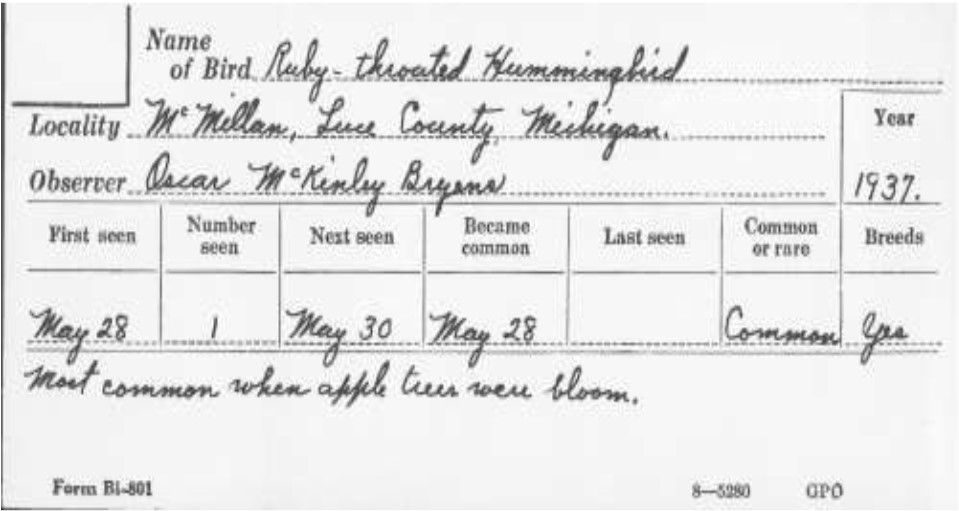 Name
of Bird Ruby-throated Hummingbird
Locality McMillan, Luce County, Michigan.
Year
Observer Oscar McKinley Bryens
1937.
First seen Number seen Next seen Became common Last seen Common or rare Breeds
May 28 1 May 30 May 28 Common Yes
Most common when apple trees were bloom.
Form Bi-801 8—5280 GPO